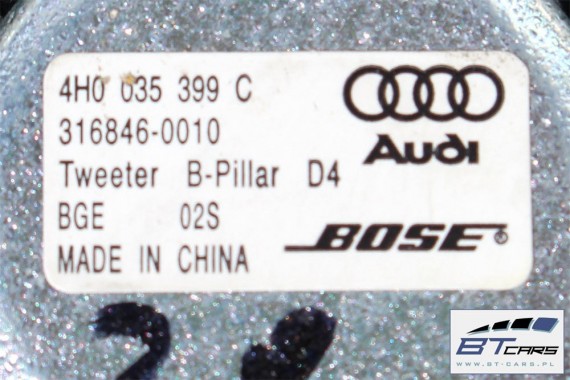 4H0 035 399 C
316846-0010
Audi
Tweeter B-Pillar D4
BGE 02S
BOSE®
MADE IN CHINA
BTcars
WWW.BT-CARS.PL